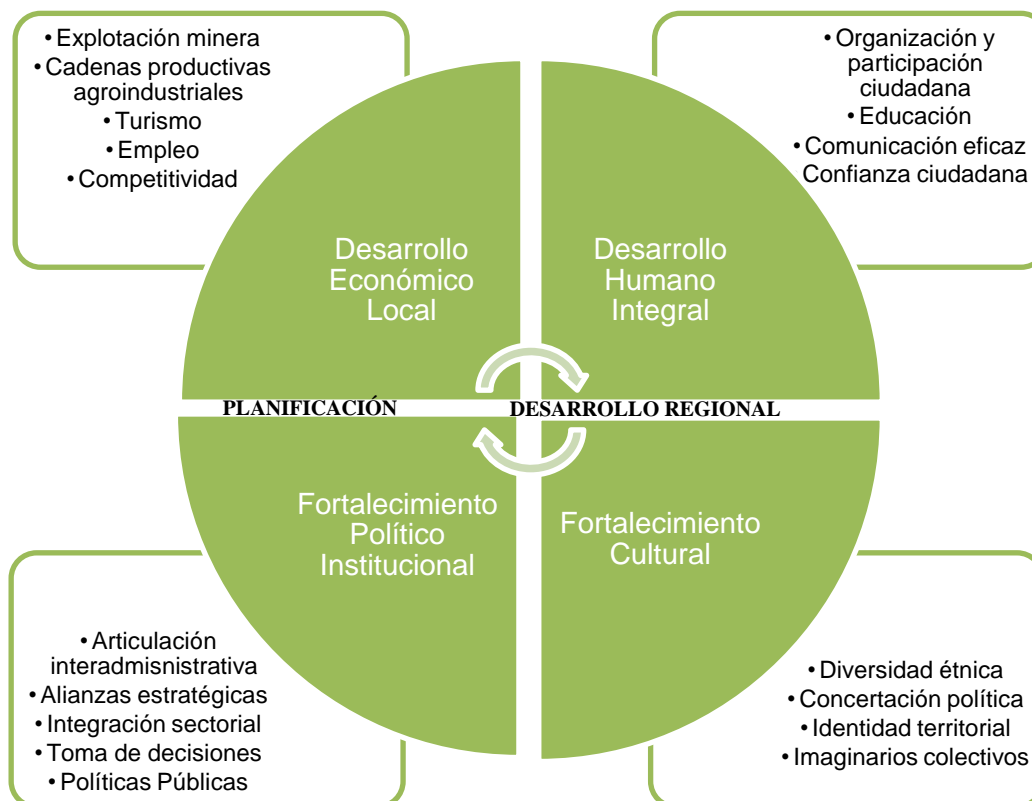 • Explotación minera
• Cadenas productivas
agroindustriales
• Turismo
• Empleo
• Competitividad
• Organización y
participación
ciudadana
• Educación
• Comunicación eficaz
Confianza ciudadana
Desarrollo
Económico
Local
Desarrollo
Humano
Integral
PLANIFICACIÓN
DESARROLLO REGIONAL
Fortalecimiento
Político
Institucional
Fortalecimiento
Cultural
• Articulación
interadmisnistrativa
• Alianzas estratégicas
• Integración sectorial
• Toma de decisiones
• Políticas Públicas
• Diversidad étnica
• Concertación política
• Identidad territorial
• Imaginarios colectivos